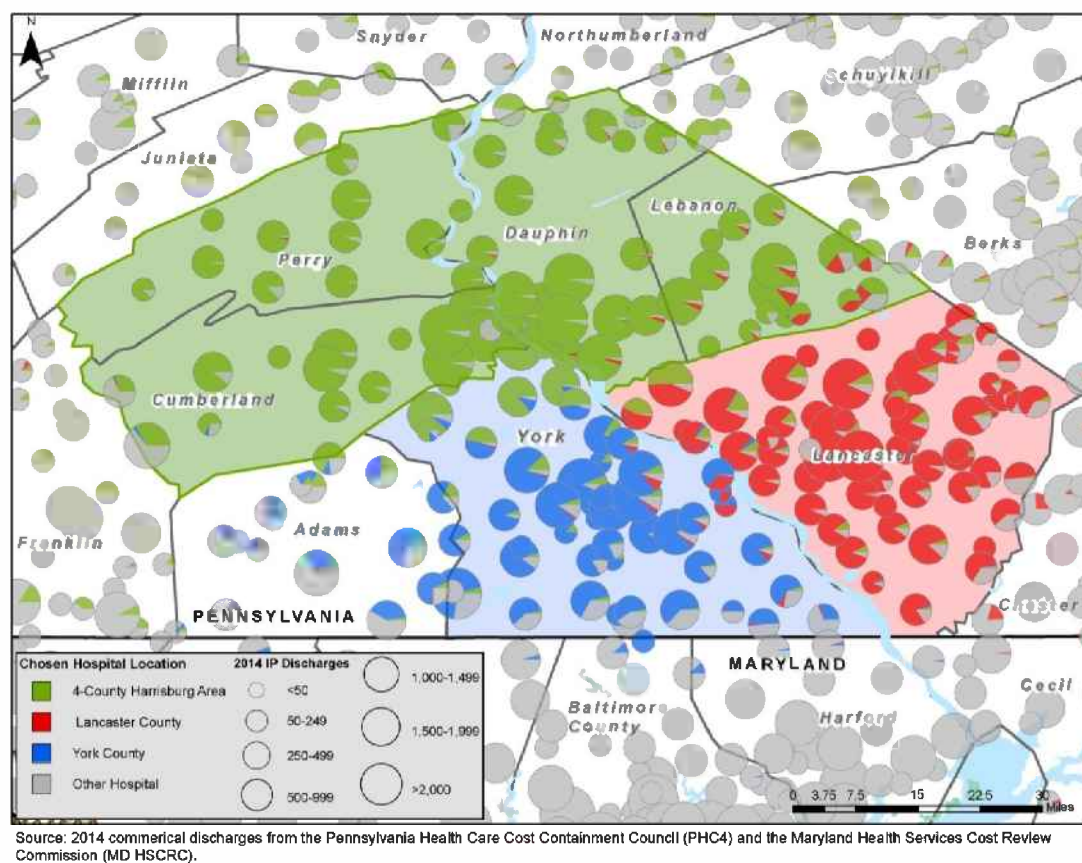 N
Snyder
Northumberland
Mifflin
Schuylkill
Juniata
Lebanon
Dauphin
Berks
Perry
Cumberland
York
Lancaster
Adams
Franklin
PENNSYLVANIA
MARYLAND
Cecil
Baltimore
County
Harford
Chosen Hospital Location
4-County Harrisburg Area
Lancaster County
York County
Other Hospital
2014 IP Discharges
<50
50-249
250-499
500-999
1,000-1,499
1,500-1,999
>2,000
0 3.75 7.5 15 22.5 30
Miles
Source: 2014 commerical discharges from the Pennsylvania Health Care Cost Containment Council (PHC4) and the Maryland Health Services Cost Review
Commission (MD HSCRC).